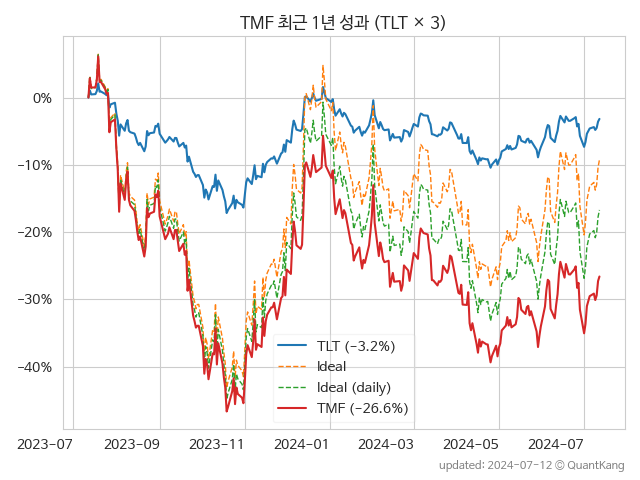 TMF 최근 1년 성과 (TLT × 3)
0%
−10%
−20%
−30%
−40%
TLT (−3.2%)
Ideal
Ideal (daily)
TMF (−26.6%)
2023−07 2023−09 2023−11 2024−01 2024−03 2024−05 2024−07
updated: 2024−07−12 ⓒ QuantKang